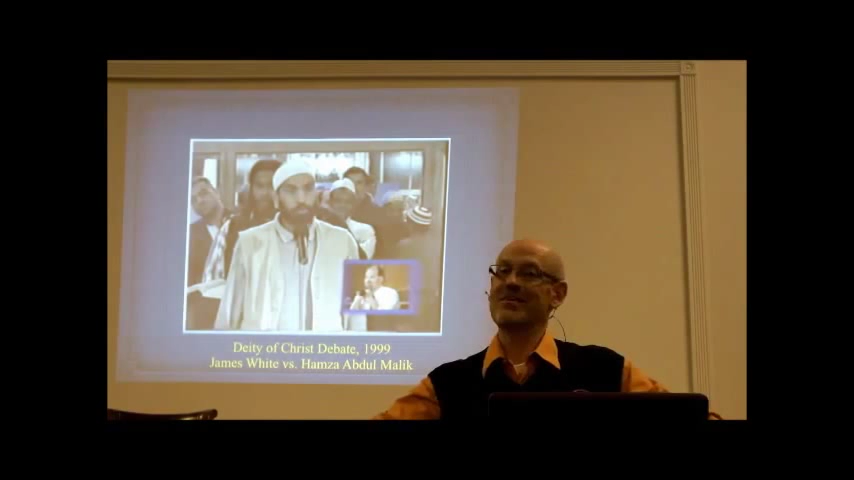 Deity of Christ Debate, 1999
James White vs. Hamza Abdul Malik